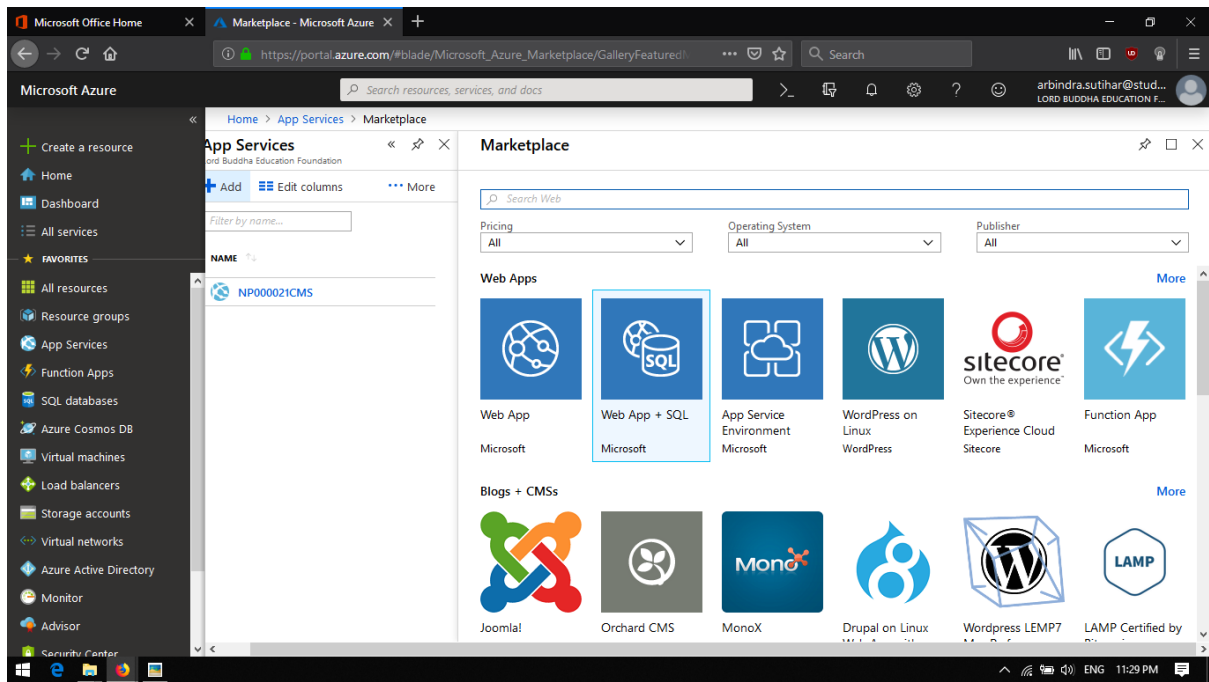 Microsoft Office Home
Marketplace - Microsoft Azure
https://portal.azure.com/#blade/Microsoft_Azure_Marketplace/GalleryFeatured
Search
Microsoft Azure
Search resources, services, and docs
arbindra.sutihar@stud...
LORD BUDDHA EDUCATION F...
Home > App Services > Marketplace
Create a resource
Home
Dashboard
All services
FAVORITES
All resources
Resource groups
App Services
Function Apps
SQL databases
Azure Cosmos DB
Virtual machines
Load balancers
Storage accounts
Virtual networks
Azure Active Directory
Monitor
Advisor
Security Center
App Services
Lord Buddha Education Foundation
Add
Edit columns
More
Filter by name...
NAME
NP000021CMS
Marketplace
Search Web
Pricing
All
Operating System
All
Publisher
All
Web Apps
More
SQL
sitecore
Own the experience
Web App
Microsoft
Web App + SQL
Microsoft
App Service
Environment
Microsoft
WordPress on
Linux
WordPress
Sitecore®
Experience Cloud
Sitecore
Function App
Microsoft
Blogs + CMSs
More
Mono
LAMP
Joomla!
Orchard CMS
MonoX
Drupal on Linux
Wordpress LEMP7
LAMP Certified by
ENG
11:29 PM